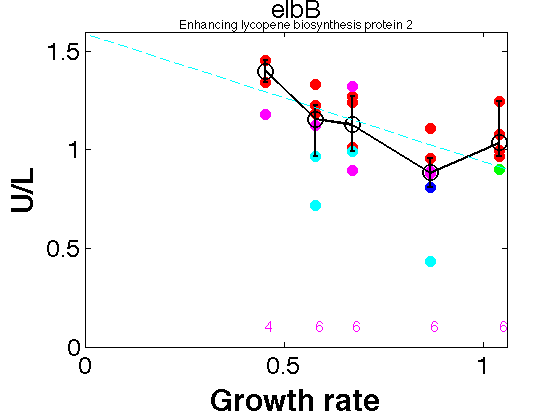 elbB
Enhancing lycopene biosynthesis protein 2
1.5
1
0.5
0
U/L
4 6 6 6 6
0 0.5 1
Growth rate